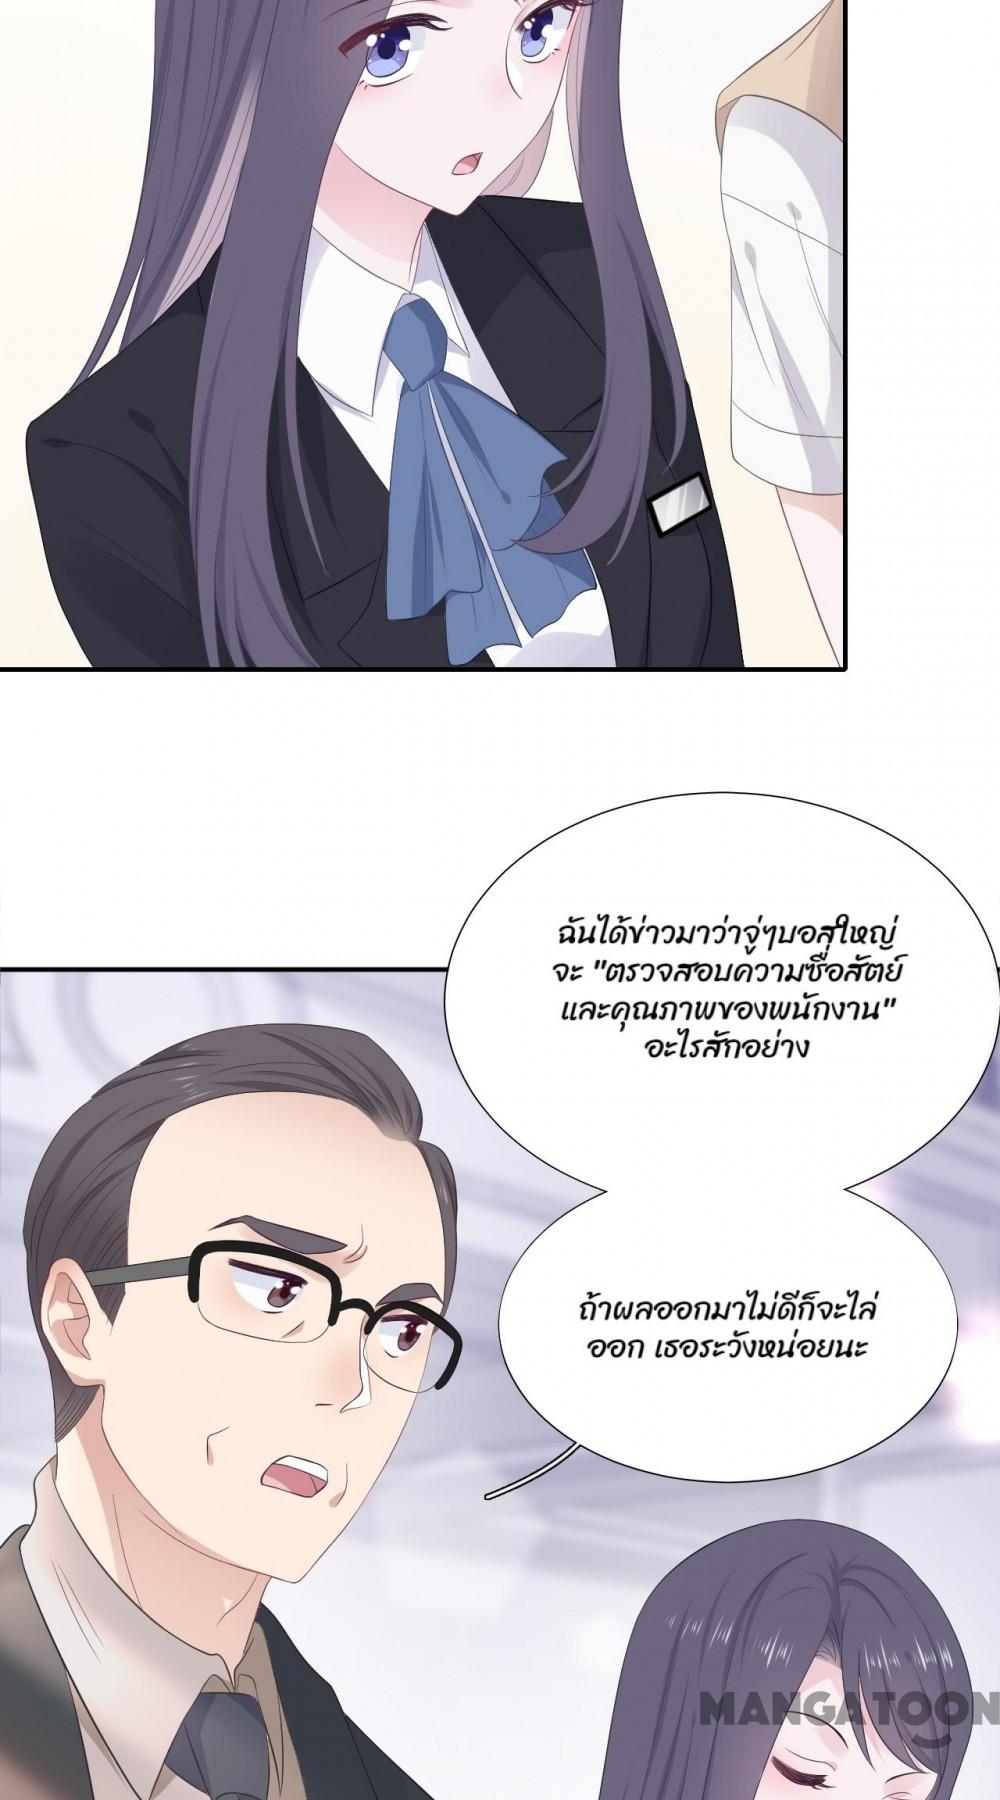 ฉันได้ข่าวมาว่าจู่ๆบอสใหญ่
จะ "ตรวจสอบความซื่อสัตย์
และคุณภาพของพนักงาน"
อะไรสักอย่าง
ถ้าผลออกมาไม่ดีก็จะไล่
ออก เธอระวังหน่อยนะ
MANGATOON